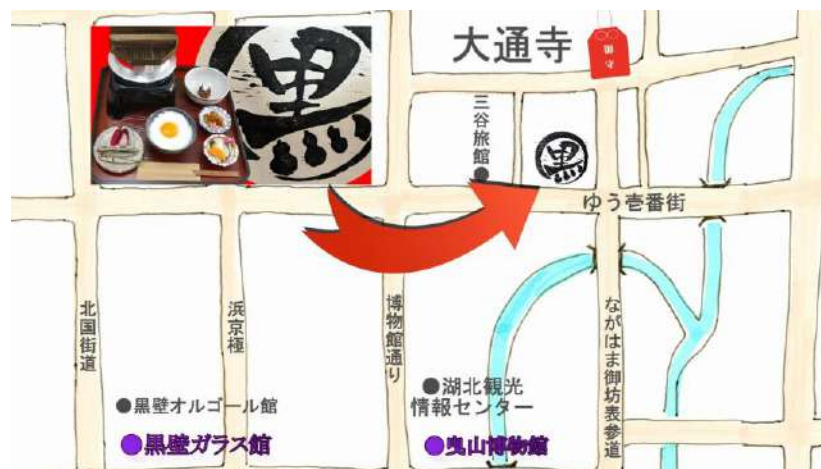 大通寺
お守
三谷旅館●
黒
黒
ゆう壱番街
北国街道
浜京極
博物館通り
ながはま御坊表参道
●黒壁オルゴール館
●黒壁ガラス館
●湖北観光
情報センター
●曳山博物館